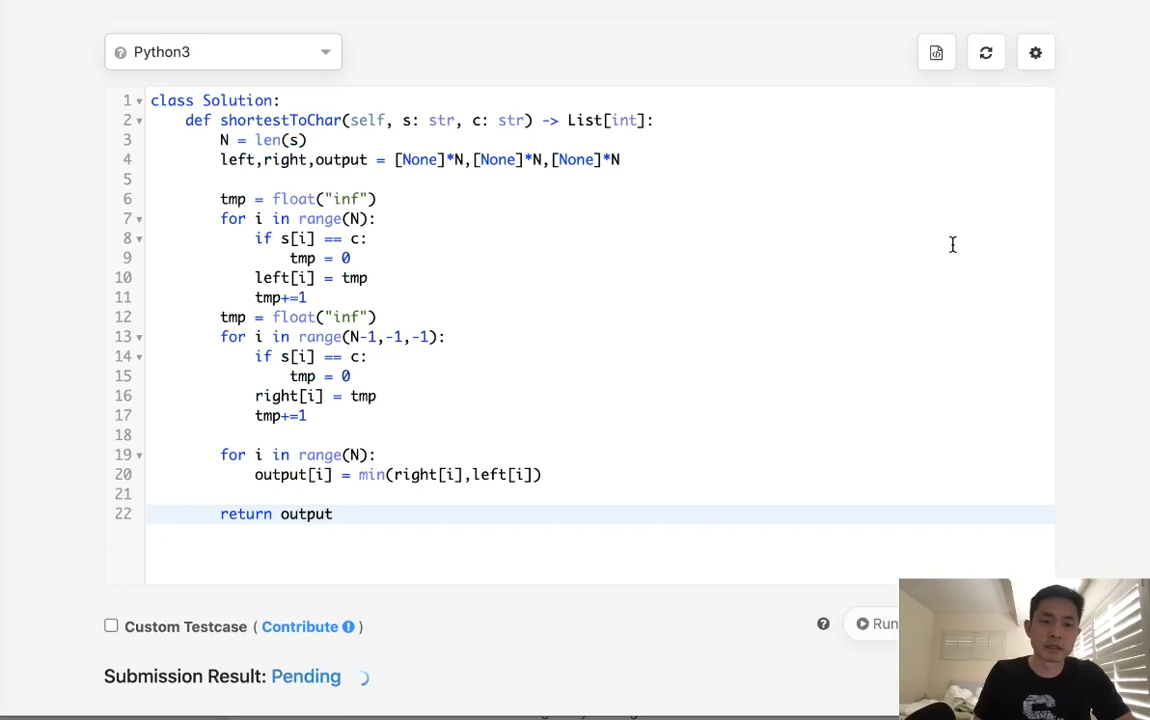 Python3
1 class Solution:
2 def shortestToChar(self, s: str, c: str) -> List[int]:
3 N = len(s)
4 left,right,output = [None]*N,[None]*N,[None]*N
5
6 tmp = float("inf")
7 for i in range(N):
8 if s[i] == c:
9 tmp = 0
10 left[i] = tmp
11 tmp+=1
12 tmp = float("inf")
13 for i in range(N-1,-1,-1):
14 if s[i] == c:
15 tmp = 0
16 right[i] = tmp
17 tmp+=1
18
19 for i in range(N):
20 output[i] = min(right[i],left[i])
21
22 return output
Custom Testcase ( Contribute )
Run
Submission Result: Pending